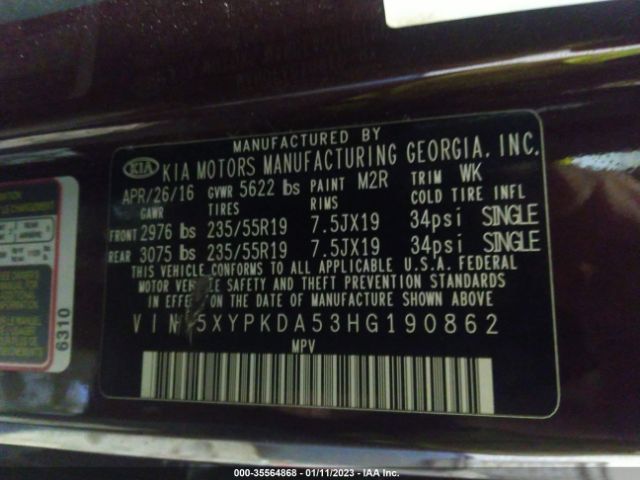 MANUFACTURED BY
KIA KIA MOTORS MANUFACTURING GEORGIA, INC.
APR/26/16 GVWR 5622 lbs PAINT M2R TRIM WK
GAWR TIRES RIMS COLD TIRE INFL
FRONT 2976 lbs 235/55R19 7.5JX19 34psi SINGLE
REAR 3075 lbs 235/55R19 7.5JX19 34psi SINGLE
THIS VEHICLE CONFORMS TO ALL APPLICABLE U.S.A. FEDERAL
MOTOR VEHICLE SAFETY AND THEFT PREVENTION STANDARDS
IN EFFECT ON THE DATE OF MANUFACTURE SHOWN ABOVE
VIN 5XYPKDA53HG190862
MPV
6310
000-35564868 - 01/11/2023 - IAA Inc.